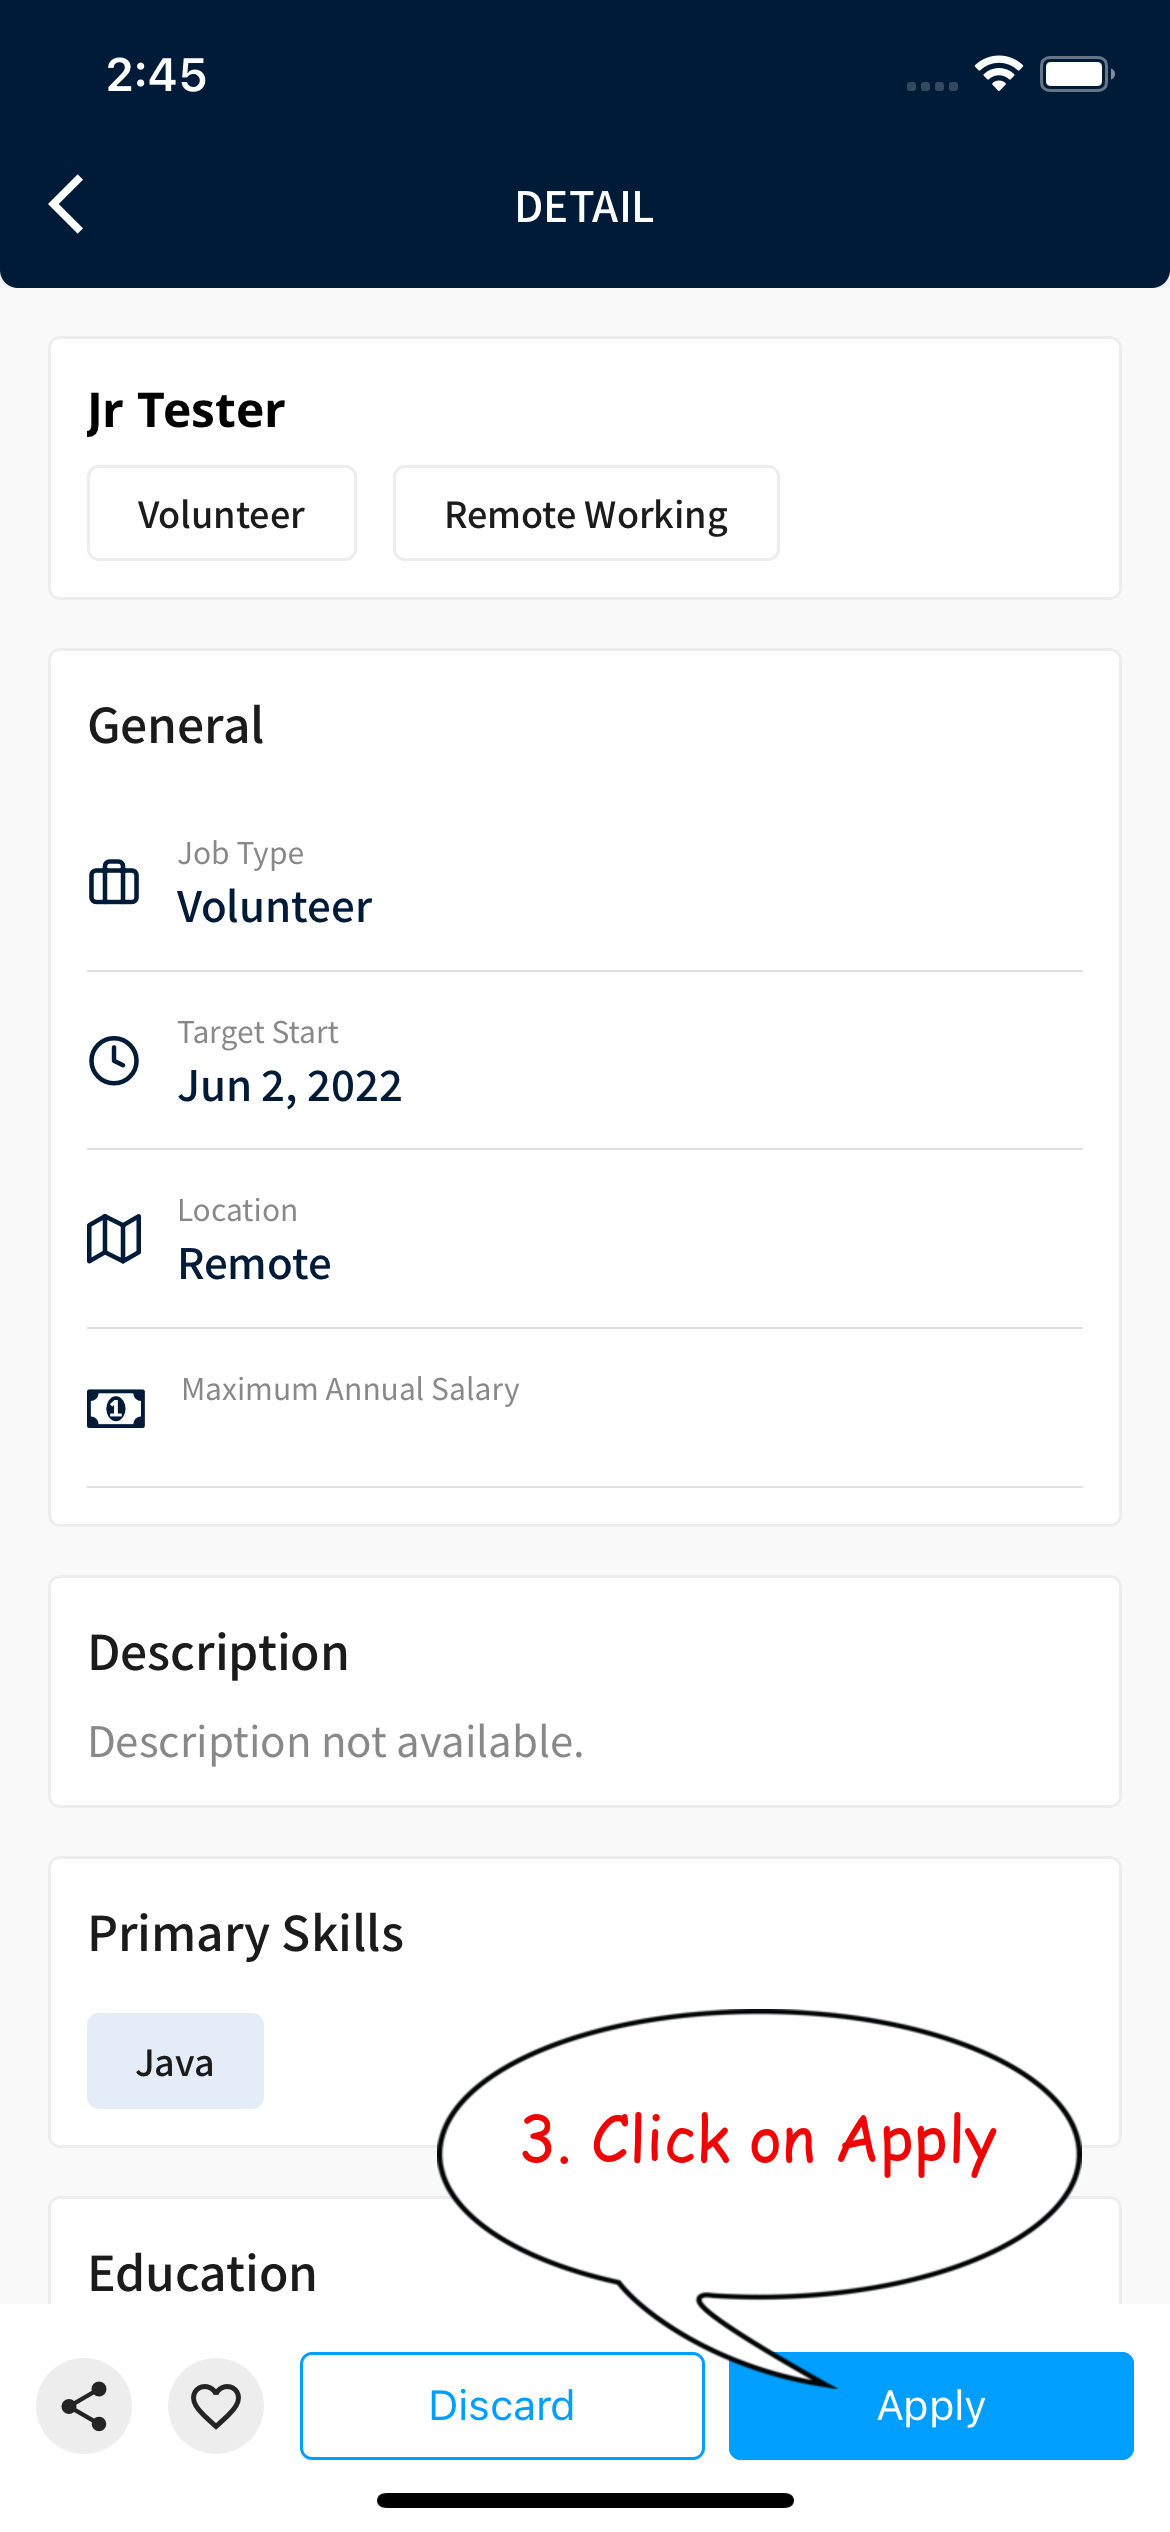 2:45
DETAIL
Jr Tester
Volunteer
Remote Working
General
Job Type
Volunteer
Target Start
Jun 2, 2022
Location
Remote
1
Maximum Annual Salary
Description
Description not available.
Primary Skills
Java
3. Click on Apply
Education
Discard
Apply